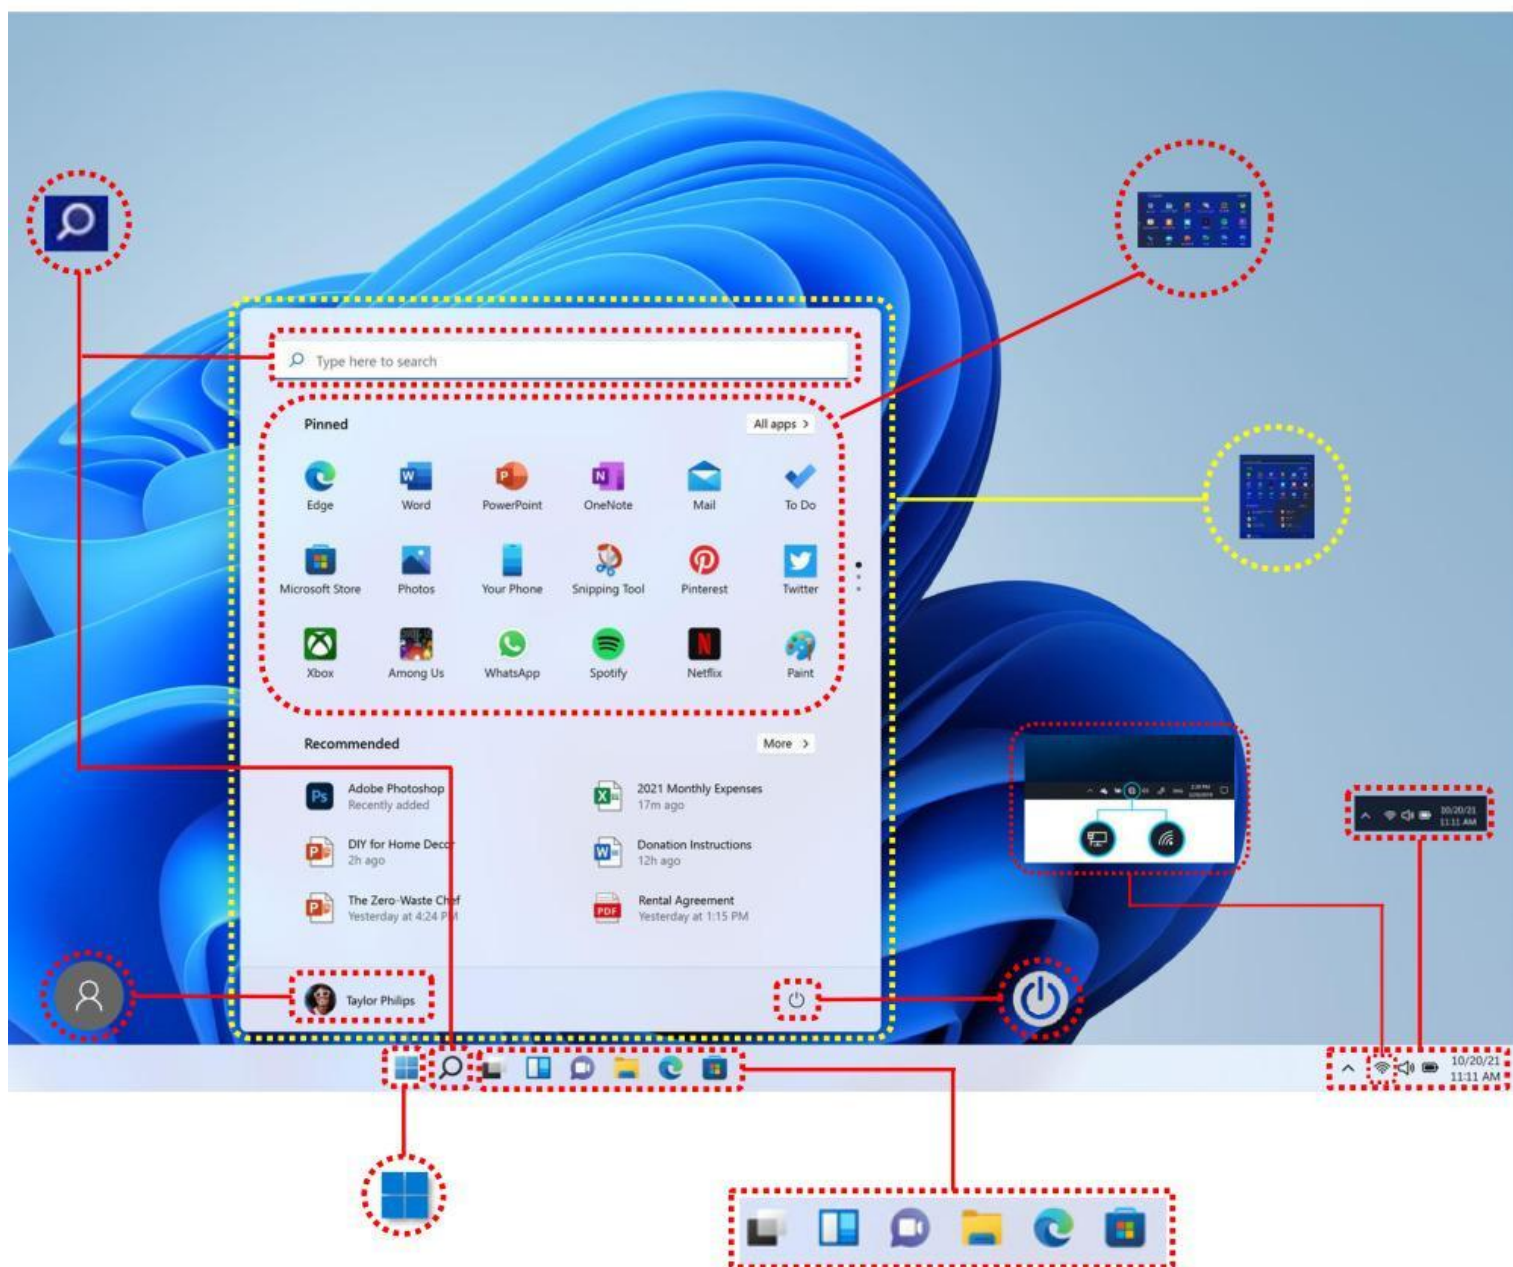 Type here to search
Pinned
All apps >
Edge
Word
PowerPoint
OneNote
Mail
To Do
Microsoft Store
Photos
Your Phone
Snipping Tool
Pinterest
Twitter
Xbox
Among Us
WhatsApp
Spotify
Netflix
Paint
Recommended
More >
Adobe Photoshop
Recently added
2021 Monthly Expenses
17m ago
DIY for Home Decor
2h ago
Donation Instructions
12h ago
The Zero-Waste Chef
Yesterday at 4:24 PM
Rental Agreement
Yesterday at 1:15 PM
Taylor Philips
10/20/21
11:11 AM
10/20/21
11:11 AM